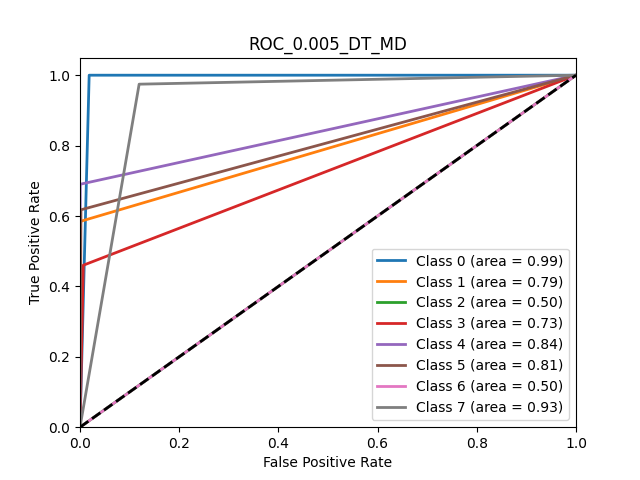 ROC_0.005_DT_MD
1.0
0.8
0.6
0.4
0.2
0.0
True Positive Rate
Class 0 (area = 0.99)
Class 1 (area = 0.79)
Class 2 (area = 0.50)
Class 3 (area = 0.73)
Class 4 (area = 0.84)
Class 5 (area = 0.81)
Class 6 (area = 0.50)
Class 7 (area = 0.93)
0.0 0.2 0.4 0.6 0.8 1.0
False Positive Rate